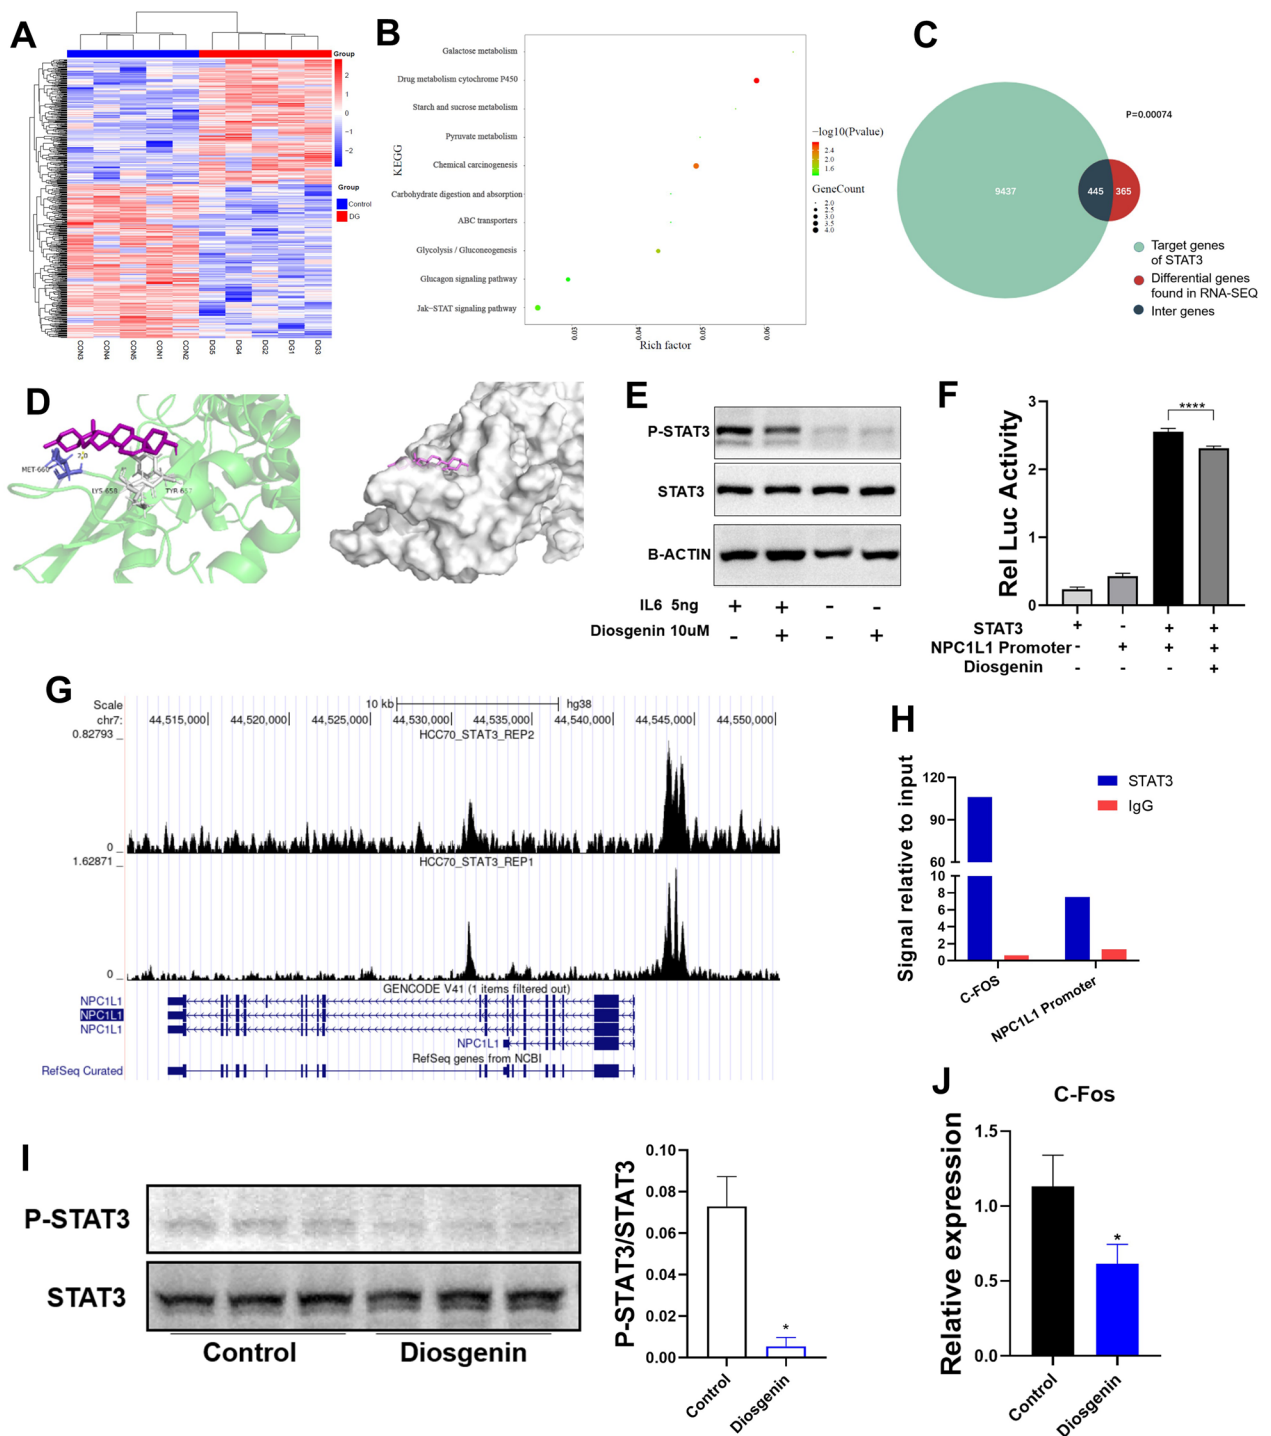 A
Group
2
1
0
−1
−2
Group
Control
DG
CON3
CON4
CON5
CON1
CON2
DG5
DG4
DG2
DG1
DG3
B
KEGG
Galactose metabolism
Drug metabolism cytochrome P450
Starch and sucrose metabolism
Pyruvate metabolism
Chemical carcinogenesis
Carbohydrate digestion and absorption
ABC transporters
Glycolysis / Gluconeogenesis
Glucagon signaling pathway
Jak−STAT signaling pathway
0.03
0.04
0.05
0.06
Rich factor
−log10(Pvalue)
2.4
2.0
1.6
GeneCount
2.0
2.5
3.0
3.5
4.0
C
P=0.00074
9437
445
365
Target genes
of STAT3
Differential genes
found in RNA-SEQ
Inter genes
D
MET-660
2.0
LYS-658
E
P-STAT3
STAT3
B-ACTIN
IL6 5ng + + - -
Diosgenin 10uM - + - +
F
Rel Luc Activity
3
2
1
0
****
STAT3 + - + +
NPC1L1 Promoter - + + +
Diosgenin - - - +
G
Scale 10 kb hg38
chr7: 44,515,000 44,520,000 44,525,000 44,530,000 44,535,000 44,540,000 44,545,000 44,550,000
HCC70_STAT3_REP2
0.82793
0
HCC70_STAT3_REP1
1.62871
0
GENCODE V41 (1 items filtered out)
NPC1L1
NPC1L1
NPC1L1
NPC1L1
RefSeq genes from NCBI
RefSeq Curated
H
Signal relative to input
120
90
60
10
8
6
4
2
0
C-FOS
NPC1L1 Promoter
STAT3
IgG
I
P-STAT3
STAT3
Control Diosgenin
P-STAT3/STAT3
0.10
0.08
0.06
0.04
0.02
0.00
*
Control
Diosgenin
J
C-Fos
Relative expression
1.5
1.0
0.5
0.0
*
Control
Diosgenin